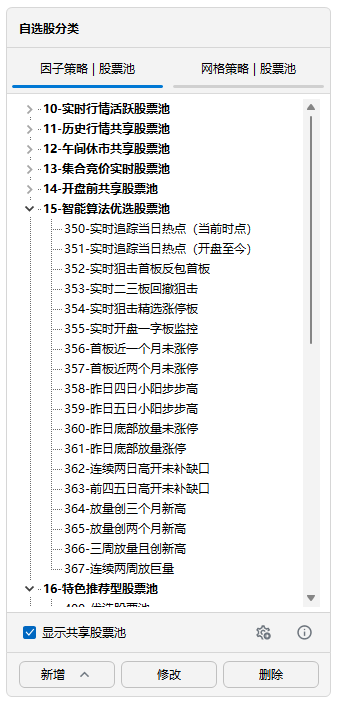 自选股分类
因子策略 | 股票池
网格策略 | 股票池
10-实时行情活跃股票池
11-历史行情共享股票池
12-午间休市共享股票池
13-集合竞价实时股票池
14-开盘前共享股票池
15-智能算法优选股票池
350-实时追踪当日热点（当前时点）
351-实时追踪当日热点（开盘至今）
352-实时狙击首板反包首板
353-实时二三板回撤狙击
354-实时狙击精选涨停板
355-实时开盘一字板监控
356-首板近一个月未涨停
357-首板近两个月未涨停
358-昨日四日小阳步步高
359-昨日五日小阳步步高
360-昨日底部放量未涨停
361-昨日底部放量涨停
362-连续两日高开未补缺口
363-前四五日高开未补缺口
364-放量创三个月新高
365-放量创两个月新高
366-三周放量且创新高
367-连续两周放巨量
16-特色推荐型股票池
400-优选股票池
显示共享股票池
新增
修改
删除